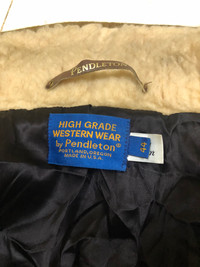 PENDLETON
HIGH GRADE
WESTERN WEAR
by Pendleton®
PORTLAND, OREGON
MADE IN U.S.A.